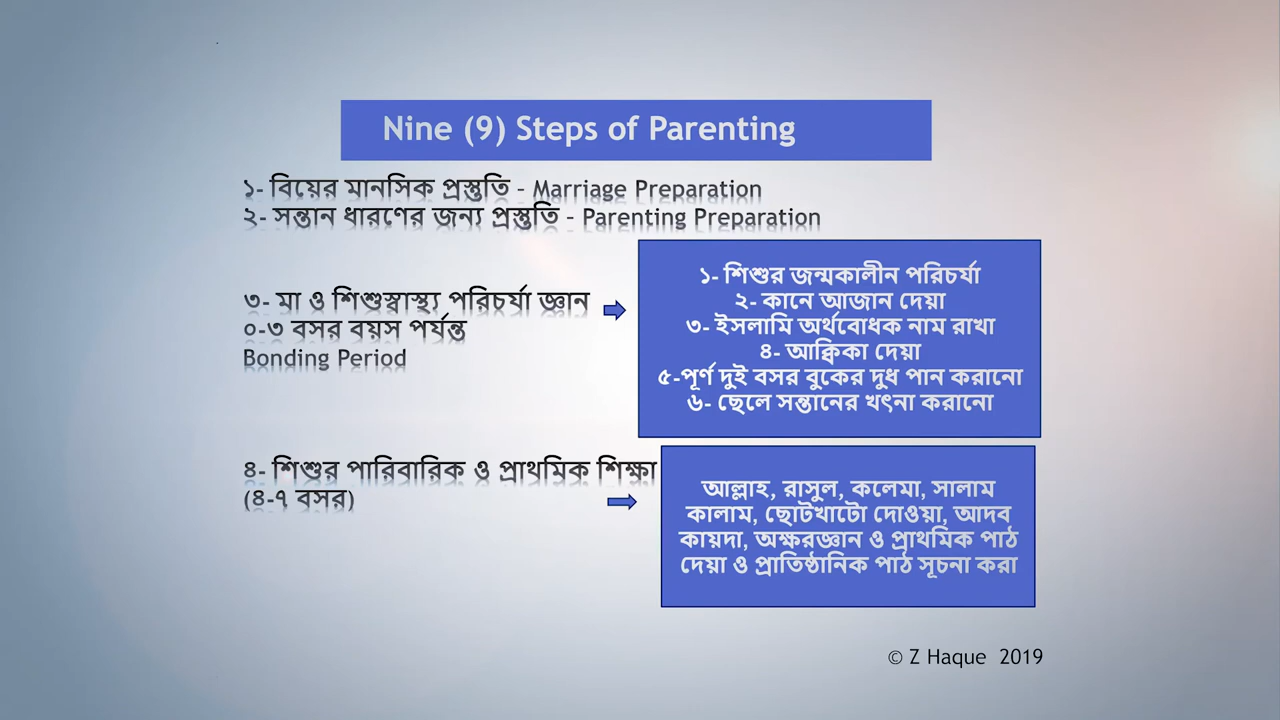 Nine (9) Steps of Parenting
১- বিয়ের মানসিক প্রস্তুতি - Marriage Preparation
২- সন্তান ধারণের জন্য প্রস্তুতি - Parenting Preparation
৩- মা ও শিশুস্বাস্থ্য পরিচর্যা জ্ঞান
০-৩ বসর বয়স পর্যন্ত
Bonding Period
১- শিশুর জন্মকালীন পরিচর্যা
২- কানে আজান দেয়া
৩- ইসলামি অর্থবোধক নাম রাখা
৪- আক্বিকা দেয়া
৫-পূর্ণ দুই বসর বুকের দুধ পান করানো
৬- ছেলে সন্তানের খৎনা করানো
৪- শিশুর পারিবারিক ও প্রাথমিক শিক্ষা
(৪-৭ বসর)
আল্লাহ, রাসুল, কলেমা, সালাম
কালাম, ছোটখাটো দোওয়া, আদব
কায়দা, অক্ষরজ্ঞান ও প্রাথমিক পাঠ
দেয়া ও প্রাতিষ্ঠানিক পাঠ সূচনা করা
© Z Haque 2019